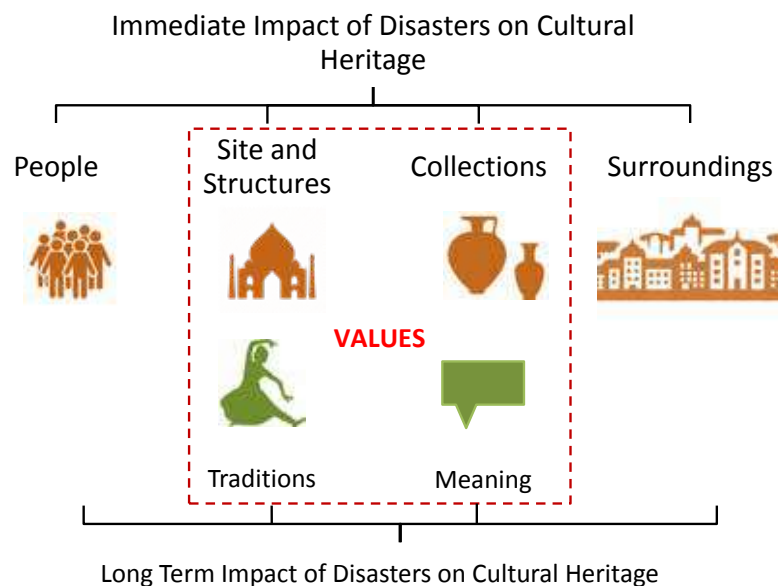 Immediate Impact of Disasters on Cultural
Heritage
People
Site and
Structures
Collections
Surroundings
VALUES
Traditions
Meaning
Long Term Impact of Disasters on Cultural Heritage